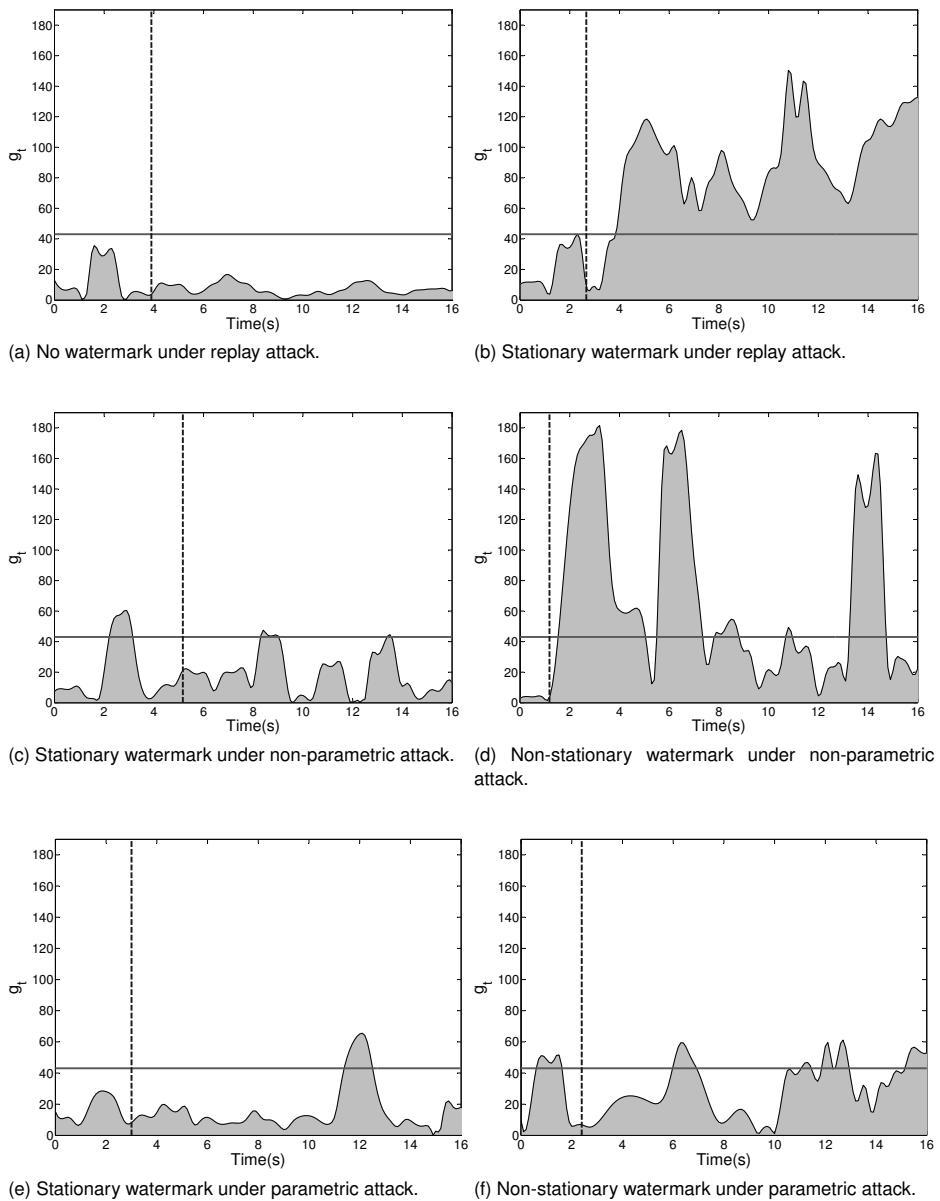 180
160
140
120
100
80
60
40
20
0
g_t
0 2 4 6 8 10 12 14 16
Time(s)
(a) No watermark under replay attack.
180
160
140
120
100
80
60
40
20
0
g_t
0 2 4 6 8 10 12 14 16
Time(s)
(b) Stationary watermark under replay attack.
180
160
140
120
100
80
60
40
20
0
g_t
0 2 4 6 8 10 12 14 16
Time(s)
(c) Stationary watermark under non-parametric attack.
180
160
140
120
100
80
60
40
20
0
g_t
0 2 4 6 8 10 12 14 16
Time(s)
(d) Non-stationary watermark under non-parametric
attack.
180
160
140
120
100
80
60
40
20
0
g_t
0 2 4 6 8 10 12 14 16
Time(s)
(e) Stationary watermark under parametric attack.
180
160
140
120
100
80
60
40
20
0
g_t
0 2 4 6 8 10 12 14 16
Time(s)
(f) Non-stationary watermark under parametric attack.